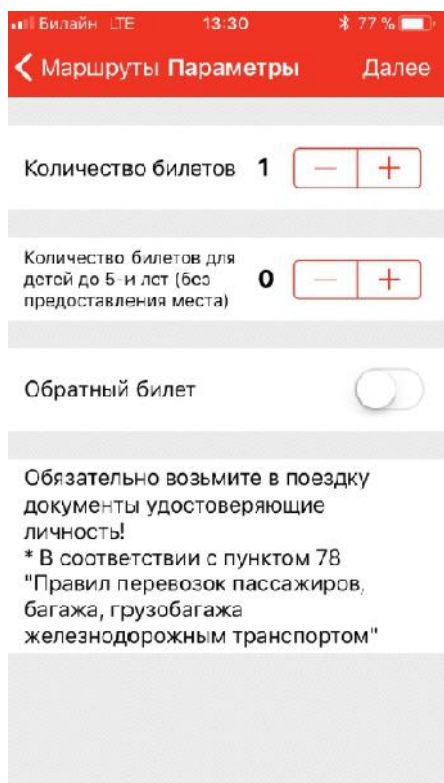 Билайн LTE 13:30 77 %
Маршруты Параметры Далее
Количество билетов 1 − +
Количество билетов для
детей до 5-и лет (без
предоставления места) 0 − +
Обратный билет
Обязательно возьмите в поездку
документы удостоверяющие
личность!
* В соответствии с пунктом 78
"Правил перевозок пассажиров,
багажа, грузобагажа
железнодорожным транспортом"